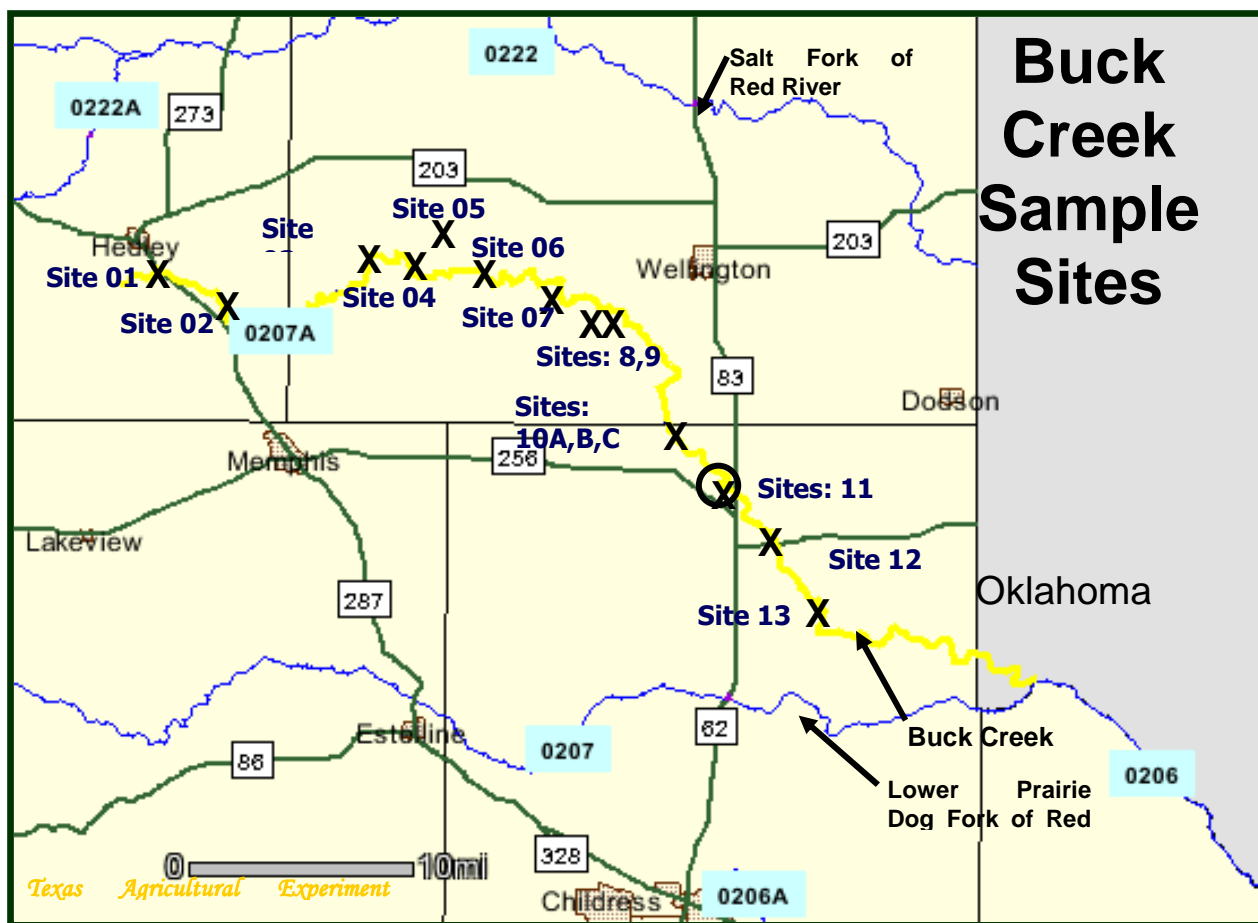 Buck
Creek
Sample
Sites
0222
Salt Fork of
Red River
0222A
273
203
Site 05
Site
Hedley
Site 06
203
Wellington
Site 01
Site 04
Site 02
0207A
Site 07
Sites: 8,9
83
Dodson
Sites:
10A,B,C
Memphis
256
Sites: 11
Lakeview
Site 12
Oklahoma
287
Site 13
Estelline
62
Buck Creek
0207
86
0206
Lower Prairie
Dog Fork of Red
328
0 10mi
Texas Agricultural Experiment
Childress
0206A